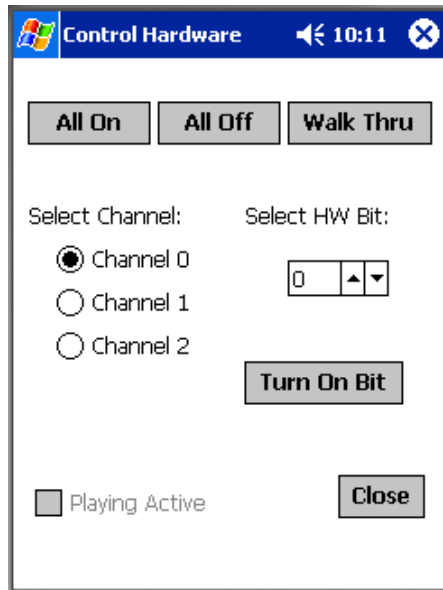 Control Hardware 10:11
All On All Off Walk Thru
Select Channel: Select HW Bit:
Channel 0
0
Channel 1
Channel 2
Turn On Bit
Playing Active Close